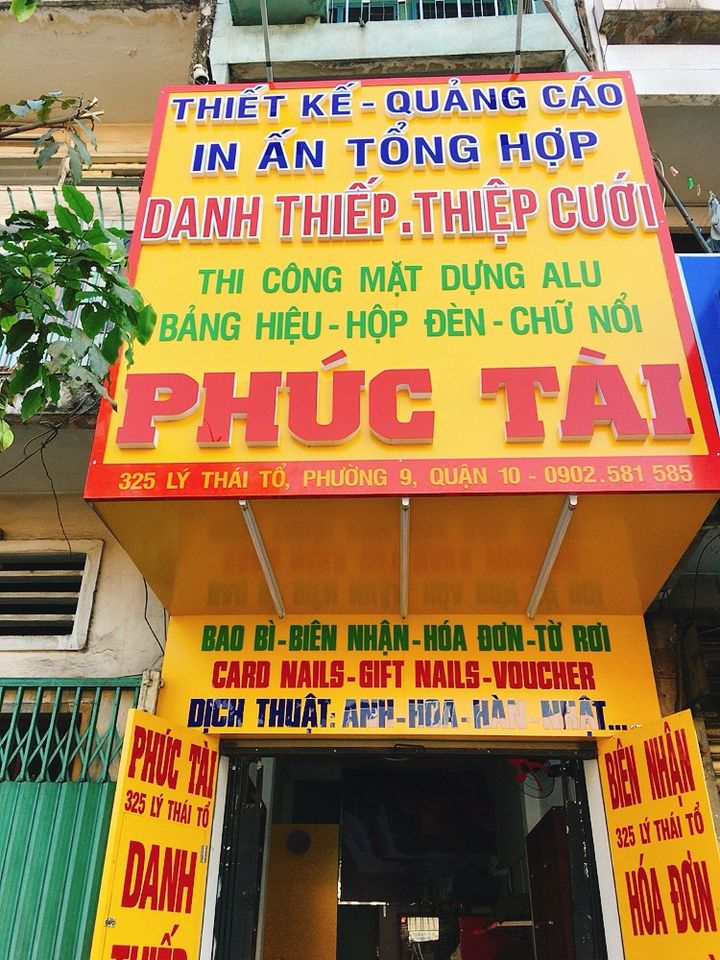 THIẾT KẾ - QUẢNG CÁO
IN ẤN TỔNG HỢP
DANH THIẾP.THIỆP CƯỚI
THI CÔNG MẶT DỰNG ALU
BẢNG HIỆU - HỘP ĐÈN - CHỮ NỔI
PHÚC TÀI
325 LÝ THÁI TỔ, PHƯỜNG 9, QUẬN 10 - 0902.581 585
BAO BÌ - BIÊN NHẬN - HÓA ĐƠN - TỜ RƠI
CARD NAILS - GIFT NAILS - VOUCHER
DỊCH THUẬT: ANH - HOA - HÀN - NHẬT...
PHÚC TÀI
325 LÝ THÁI TỔ
DANH
THIẾP
BIÊN NHẬN
325 LÝ THÁI TỔ
HÓA ĐƠN